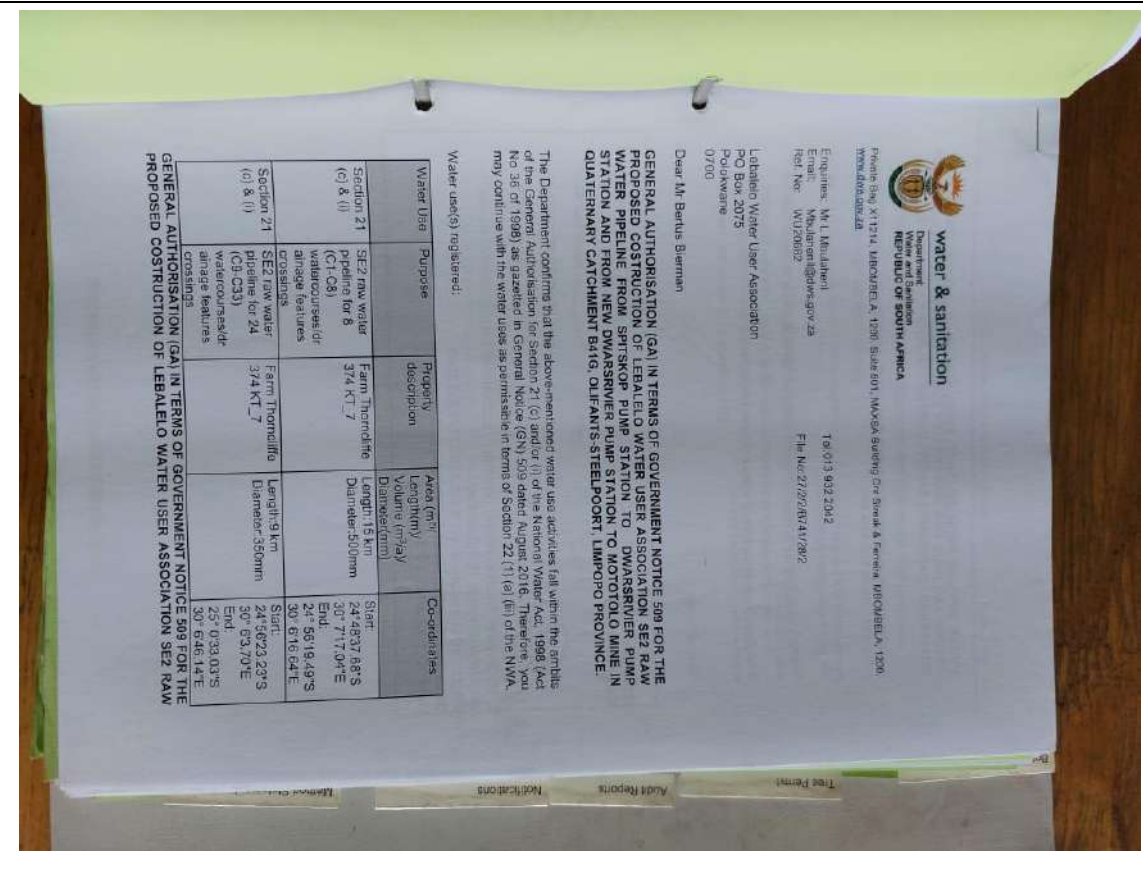 water & sanitation
Department:
Water and Sanitation
REPUBLIC OF SOUTH AFRICA
Private Bag X11214, MBOMBELA, 1200. Suite 501, MAXSA Building Cnr Streak & Ferreira, MBOMBELA, 1200.
www.dwa.gov.za
Enquiries: Mr L Mbulaheni Tel:013 932 2042
Email: Mbulahenil@dws.gov.za
Ref. No: WU20682 File No:27/2/2/B741/28/2
Lebalelo Water User Association
PO Box 2075
Polokwane
0700
Dear Mr Bertus Bierman
GENERAL AUTHORISATION (GA) IN TERMS OF GOVERNMENT NOTICE 509 FOR THE
PROPOSED COSTRUCTION OF LEBALELO WATER USER ASSOCIATION SE2 RAW
WATER PIPELINE FROM SPITSKOP PUMP STATION TO DWARSRIVIER PUMP
STATION AND FROM NEW DWARSRIVIER PUMP STATION TO MOTOTOLO MINE IN
QUATERNARY CATCHMENT B41G, OLIFANTS-STEELPOORT, LIMPOPO PROVINCE.
The Department confirms that the above-mentioned water use activities fall within the ambits
of the General Authorisation for Section 21 (c) and/or (i) of the National Water Act, 1998 (Act
No 36 of 1998) as gazetted in General Notice (GN) 509 dated August 2016. Therefore, you
may continue with the water uses as permissible in terms of Section 22 (1) (a) (iii) of the NWA.
Water use(s) registered:
Water Use Purpose Property description Area (m²)/ Length(m)/ Volume (m³/a)/ Diameter(mm) Co-ordinates
Section 21 (c) & (i) SE2 raw water pipeline for 8 (C1-C8) watercourses/dr ainage features crossings Farm Thorncliffe 374 KT_7 Length:15 km Diameter:500mm Start: 24°48'37.68"S 30° 7'17.04"E End: 24° 56'19.49"S 30° 6'16.64"E
Section 21 (c) & (i) SE2 raw water pipeline for 24 (C9-C33) watercourses/dr ainage features crossings Farm Thorncliffe 374 KT_7 Length:9 km Diameter:350mm Start: 24°56'23.23"S 30° 6'3.70"E End: 25° 0'33.03"S 30° 6'46.14"E
GENERAL AUTHORISATION (GA) IN TERMS OF GOVERNMENT NOTICE 509 FOR THE
PROPOSED COSTRUCTION OF LEBALELO WATER USER ASSOCIATION SE2 RAW
Tree Permit
Audit Reports
Notifications